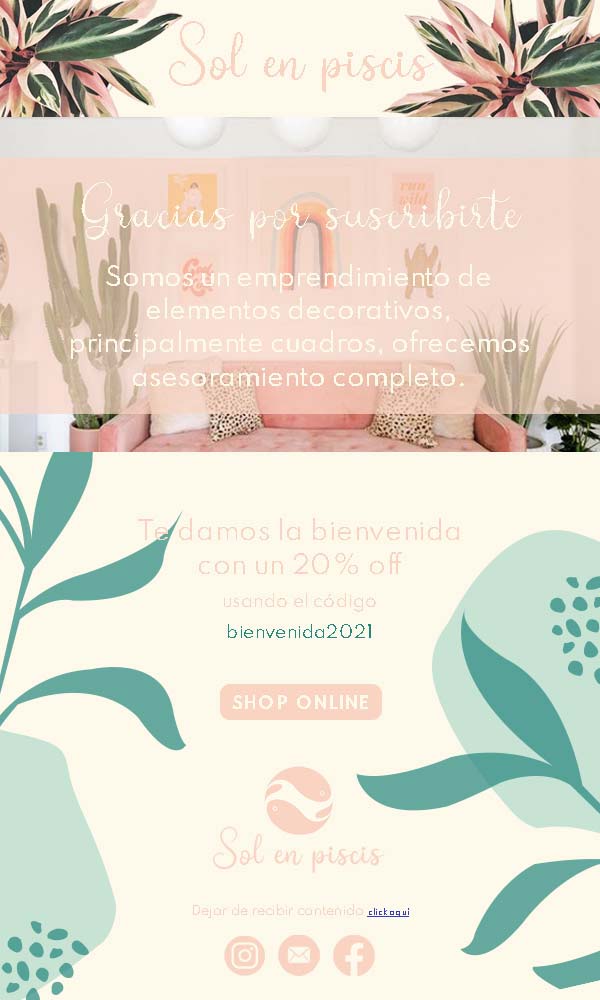 Sol en piscis
run
wild
Gracias por suscribirte
Somos un emprendimiento de
elementos decorativos,
principalmente cuadros, ofrecemos
asesoramiento completo.
Te damos la bienvenida
con un 20% off
usando el código
bienvenida2021
SHOP ONLINE
Sol en piscis
Dejar de recibir contenido click aquí